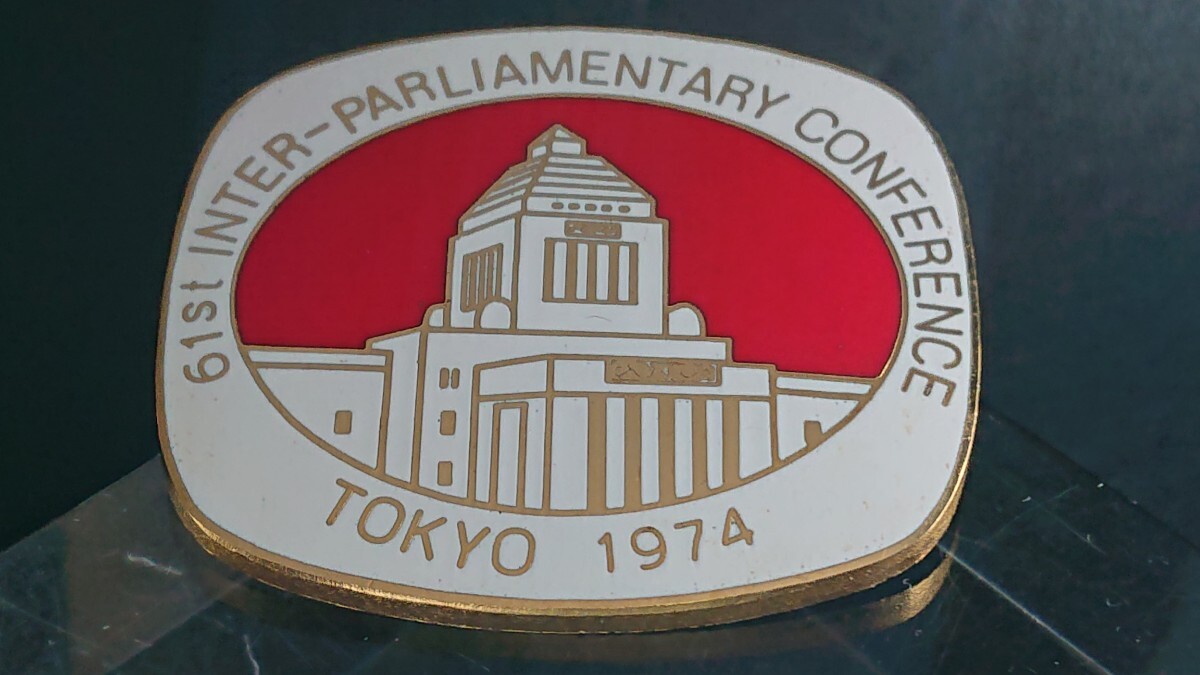 61st INTER-PARLIAMENTARY CONFERENCE
TOKYO 1974